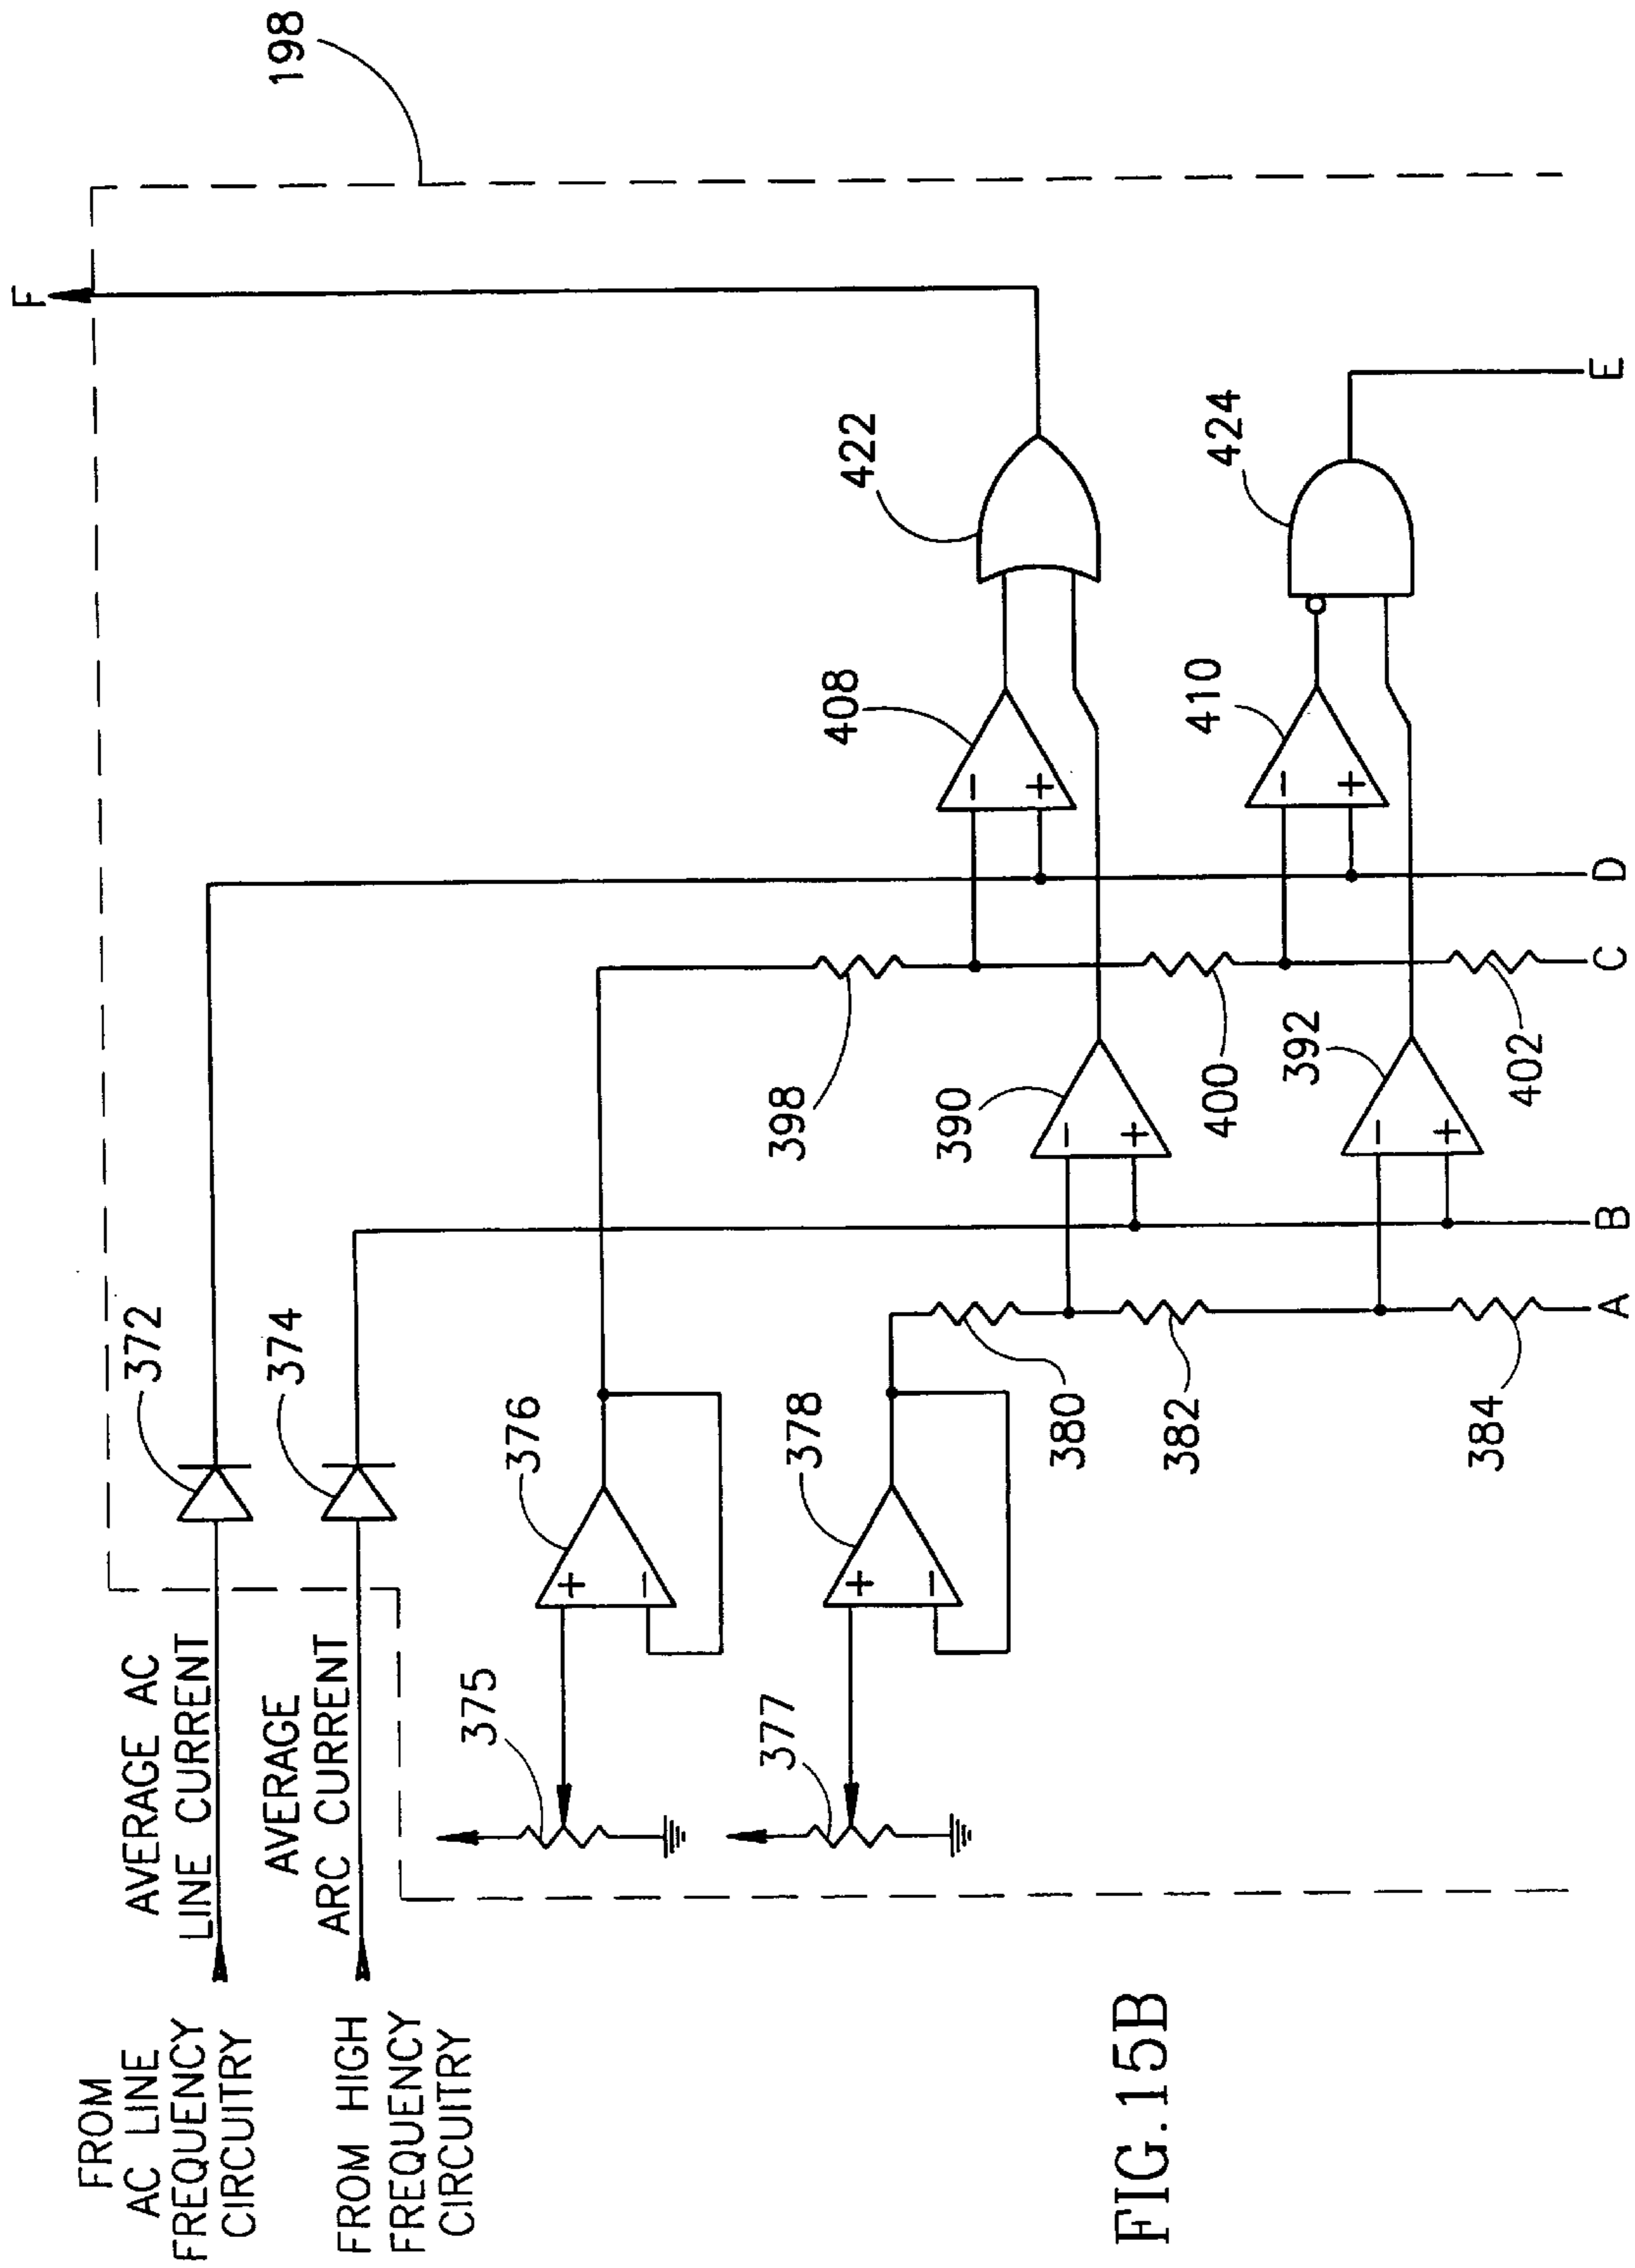 FROM
AC LINE
FREQUENCY
CIRCUITRY
AVERAGE AC
LINE CURRENT
FROM HIGH
FREQUENCY
CIRCUITRY
AVERAGE
ARC CURRENT
372
374
198
F
375
+
−
376
377
+
−
378
398
408
−
+
422
380
390
−
+
400
410
−
+
424
382
392
−
+
384
402
A
B
C
D
E
FIG.15B